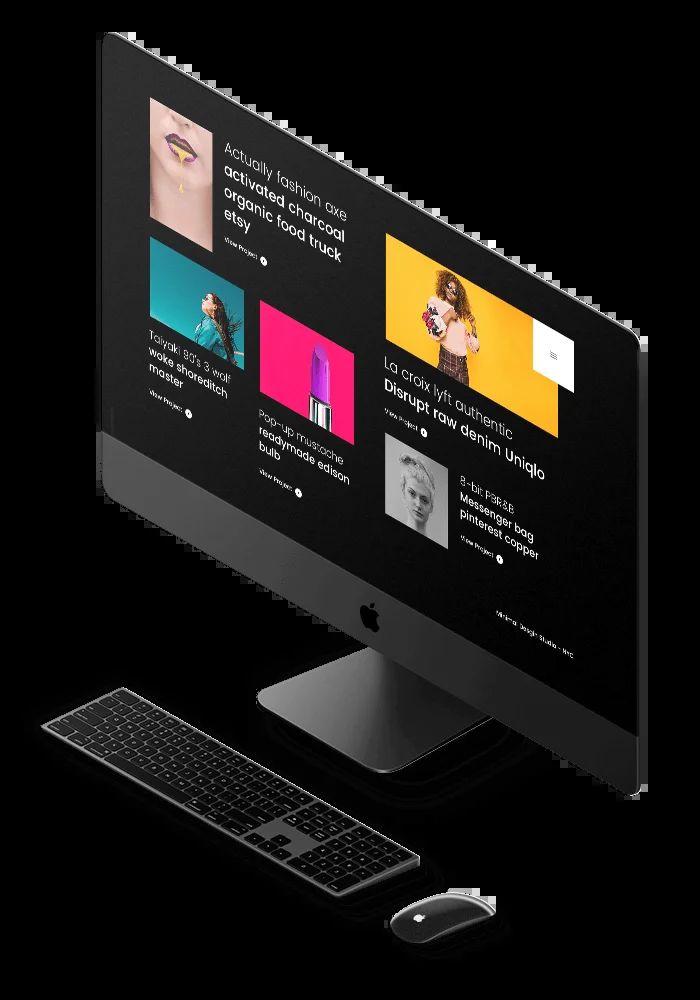 Actually fashion axe
activated charcoal
organic food truck
etsy
View Project
Taiyaki 90's 3 wolf
woke shoreditch
master
View Project
Pop-up mustache
readymade edison
bulb
View Project
La croix lyft authentic
Disrupt raw denim Uniqlo
View Project
8-bit PBR&B
Messenger bag
pinterest copper
View Project
Minimal Design Studio - NYC